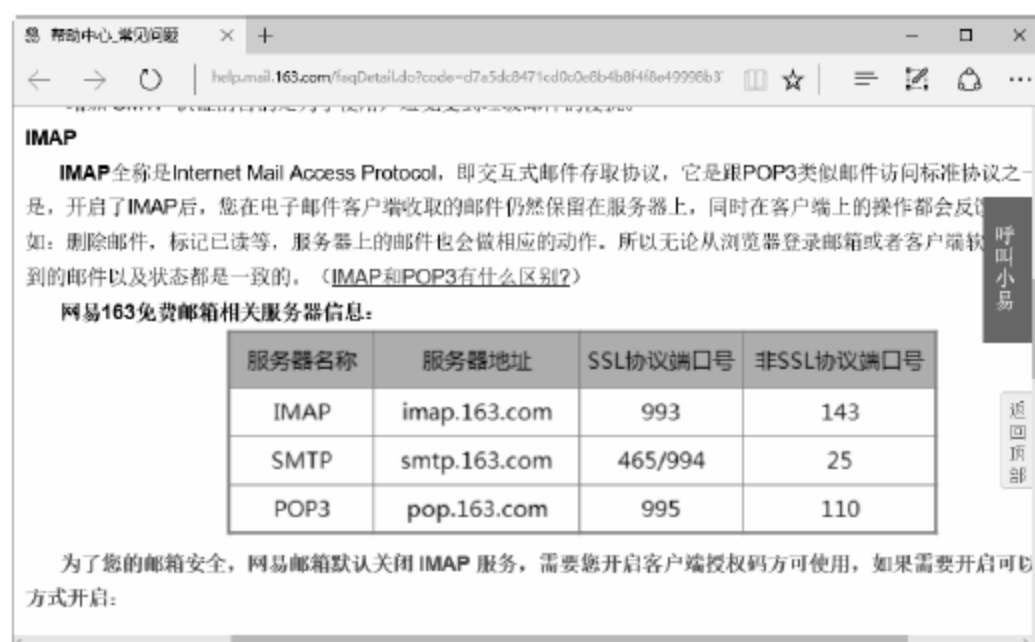 帮助中心_常见问题
help.mail.163.com/faqDetail.do?code=d7a5dc8471cd0c0e8b4b8f4f8e49998b3
IMAP
IMAP全称是Internet Mail Access Protocol，即交互式邮件存取协议，它是跟POP3类似邮件访问标准协议之一
是，开启了IMAP后，您在电子邮件客户端收取的邮件仍然保留在服务器上，同时在客户端上的操作都会反馈
如：删除邮件，标记已读等，服务器上的邮件也会做相应的动作。所以无论从浏览器登录邮箱或者客户端软
到的邮件以及状态都是一致的。（IMAP和POP3有什么区别?）
网易163免费邮箱相关服务器信息：
服务器名称 服务器地址 SSL协议端口号 非SSL协议端口号
IMAP imap.163.com 993 143
SMTP smtp.163.com 465/994 25
POP3 pop.163.com 995 110
为了您的邮箱安全，网易邮箱默认关闭 IMAP 服务，需要您开启客户端授权码方可使用，如果需要开启可以
方式开启：
呼叫小易
返回顶部